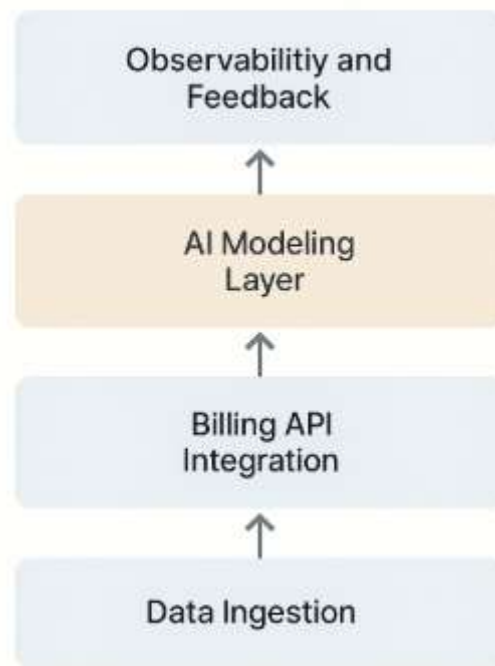 Observabilitiy and
Feedback
AI Modeling
Layer
Billing API
Integration
Data Ingestion